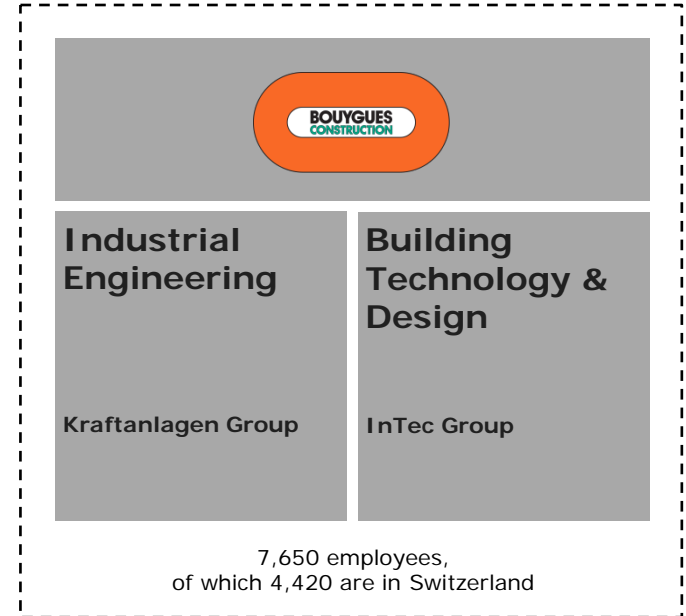 BOUYGUES
CONSTRUCTION
Industrial
Engineering
Kraftanlagen Group
Building
Technology &
Design
InTec Group
7,650 employees,
of which 4,420 are in Switzerland